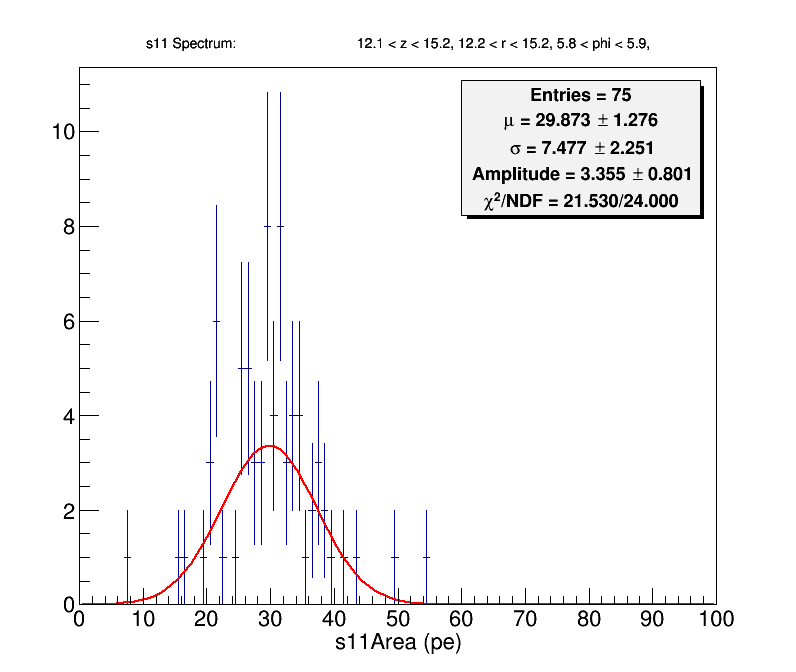 s11 Spectrum: 12.1 < z < 15.2, 12.2 < r < 15.2, 5.8 < phi < 5.9,
Entries = 75
μ = 29.873 ± 1.276
σ = 7.477 ± 2.251
Amplitude = 3.355 ± 0.801
χ²/NDF = 21.530/24.000
10
8
6
4
2
0
0 10 20 30 40 50 60 70 80 90 100
s11Area (pe)